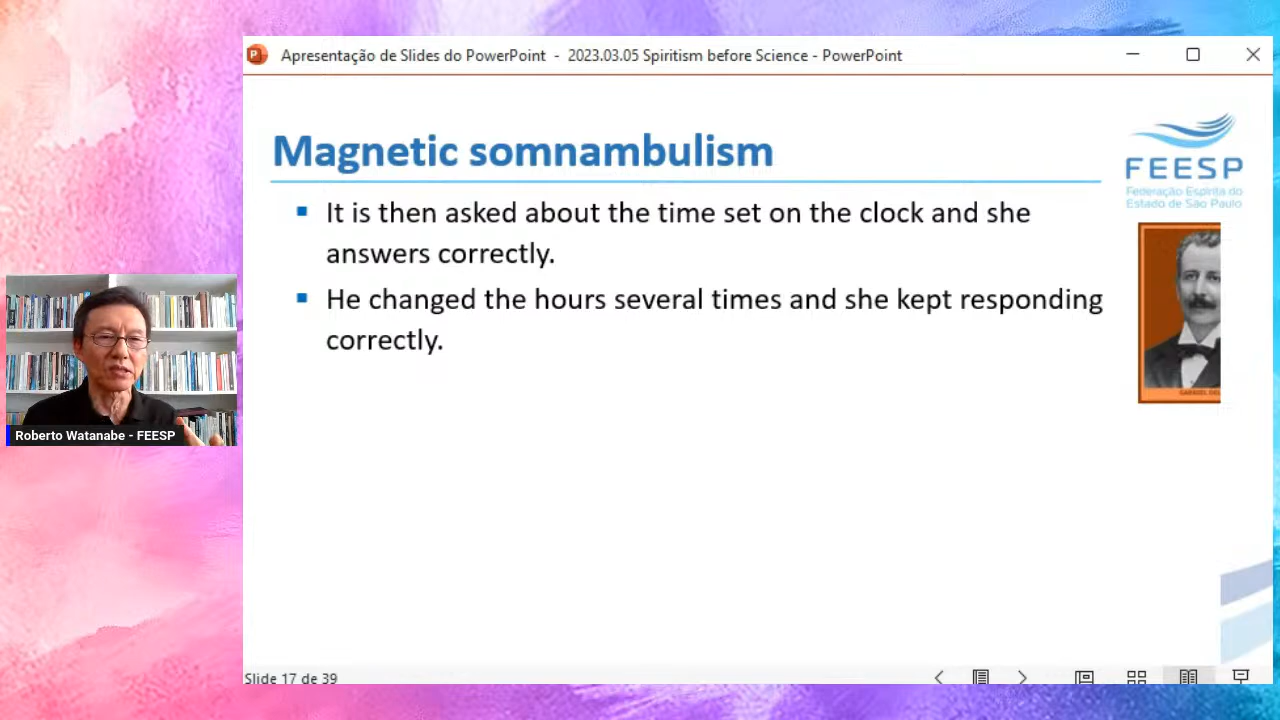 Apresentação de Slides do PowerPoint - 2023.03.05 Spiritism before Science - PowerPoint
Magnetic somnambulism
FEESP
Federação Espírita do
Estado de São Paulo
It is then asked about the time set on the clock and she
answers correctly.
He changed the hours several times and she kept responding
correctly.
Roberto Watanabe - FEESP
Slide 17 de 39